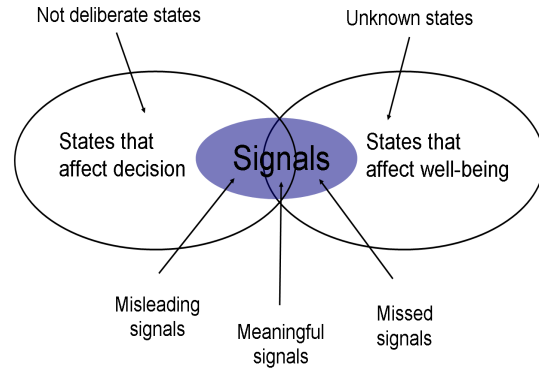 Not deliberate states
Unknown states
States that
affect decision
Signals
States that
affect well-being
Misleading
signals
Meaningful
signals
Missed
signals